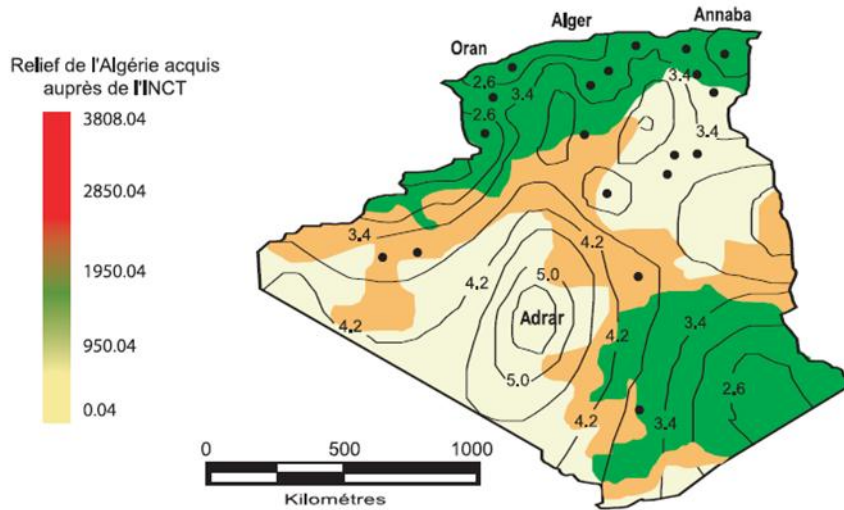 Alger
Annaba
Oran
Relief de l'Algérie acquis
auprès de l'INCT
3808.04
2850.04
1950.04
950.04
0.04
2.6
3.4
2.6
3.4
3.4
3.4
4.2
4.2
5.0
4.2
Adrar
4.2
3.4
5.0
2.6
4.2
3.4
0 500 1000
Kilométres